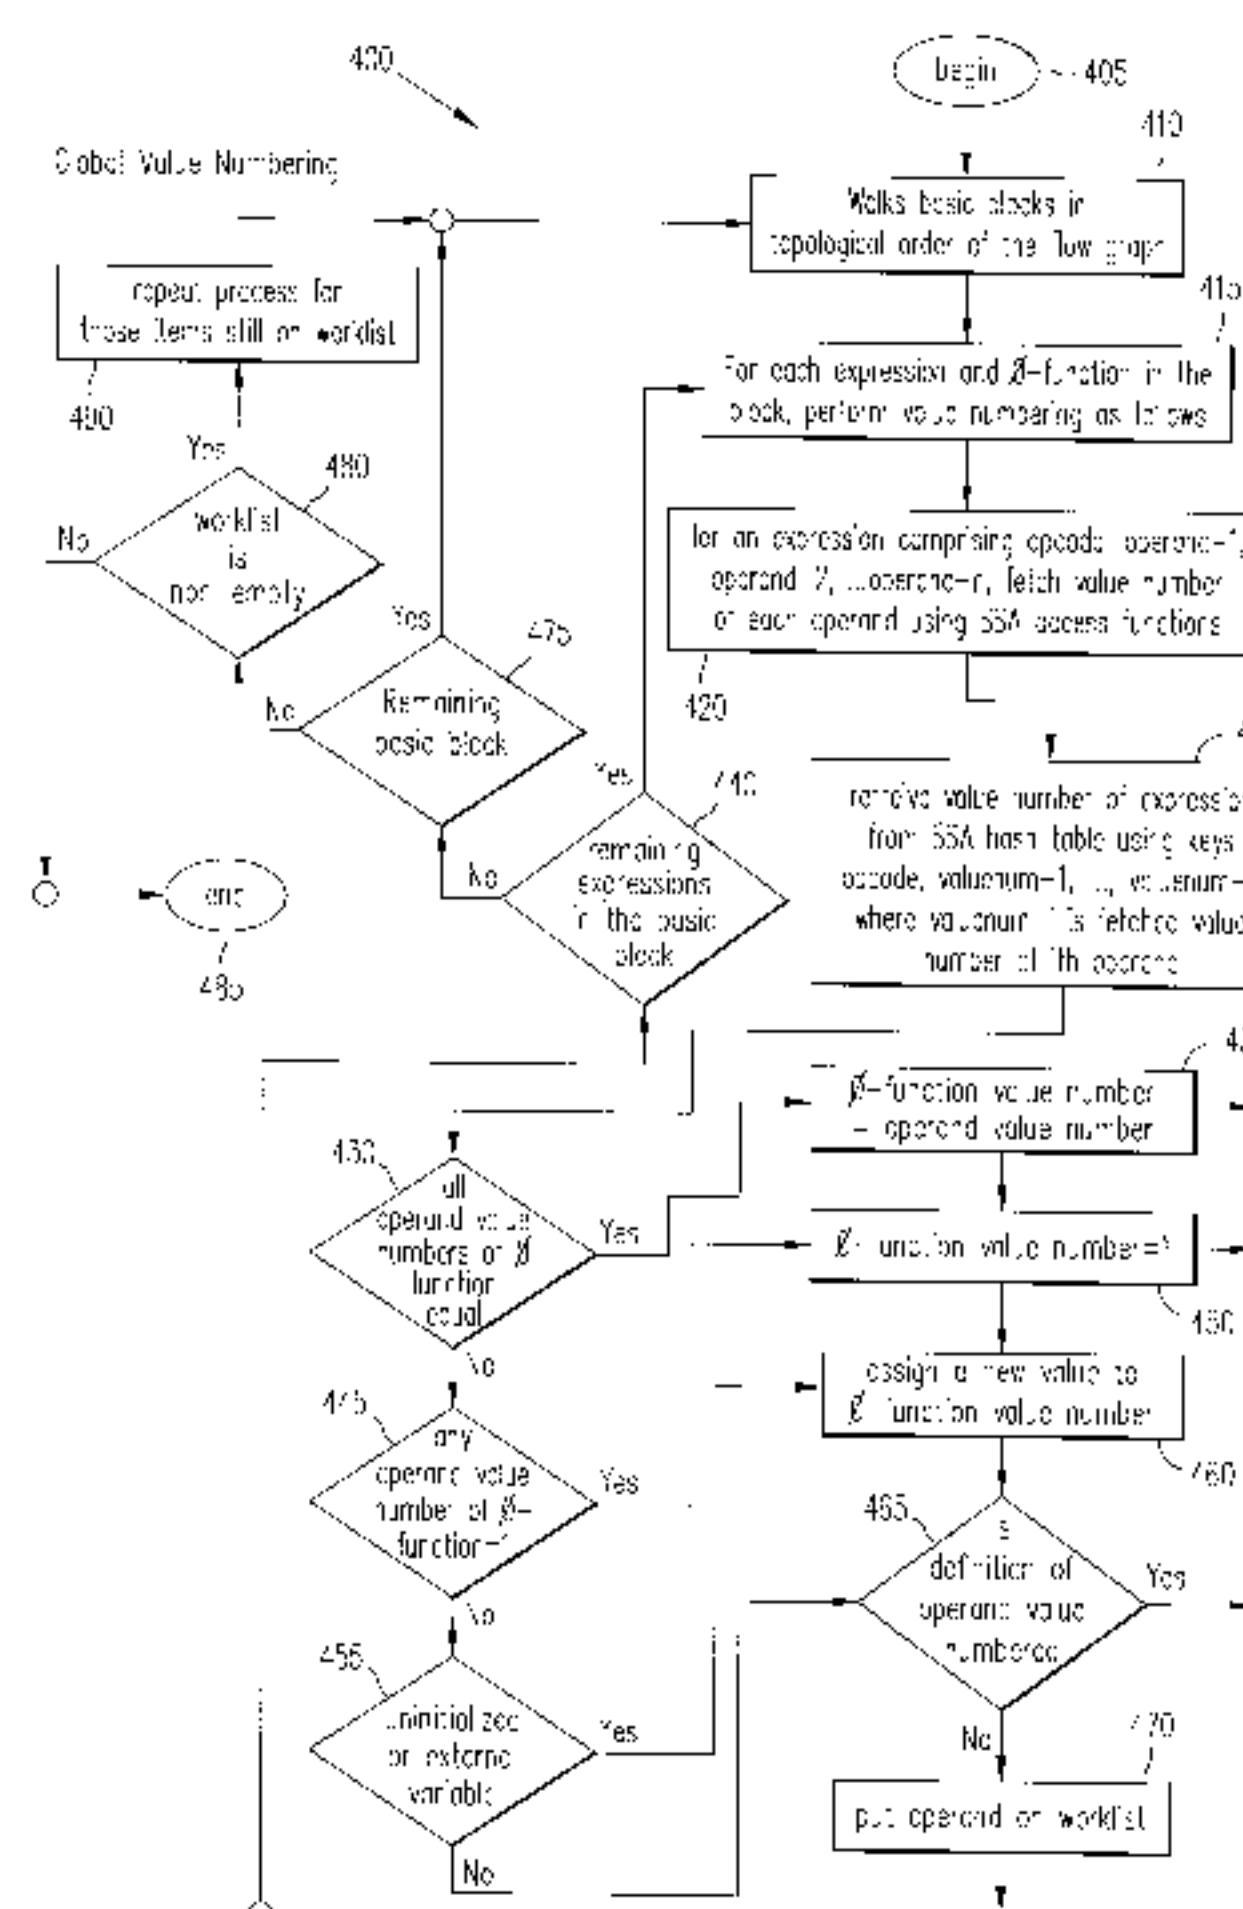 400
begin
405
Global Value Numbering
410
Walks basic blocks in
topological order of the flow graph
repeat process for
those items still on worklist
490
415
For each expression and Ø-function in the
block, perform value numbering as follows
Yes
480
worklist
is
non empty
No
for an expression comprising opcode operand-1,
operand 2, ...operand-n, fetch value number
of each operand using SSA access functions
420
Yes
475
Remaining
basic block
No
Yes
440
remaining
expressions
in the basic
block
No
retrieve value number of
from SSA hash table using keys
opcode, valuenum-1, ..,
where valuenum is fetched
number of ith operand
end
485
Ø-function value number
= operand value number
430
all
operand value
numbers of Ø
function
equal
Yes
No
function value number=
450
assign a new value to
function value number
460
445
any
operand value
number of Ø-
Yes
No
465
is
definition of
operand value
numbered
Yes
No
455
uninitialized
or external
variable
Yes
No
470
put operand on worklist